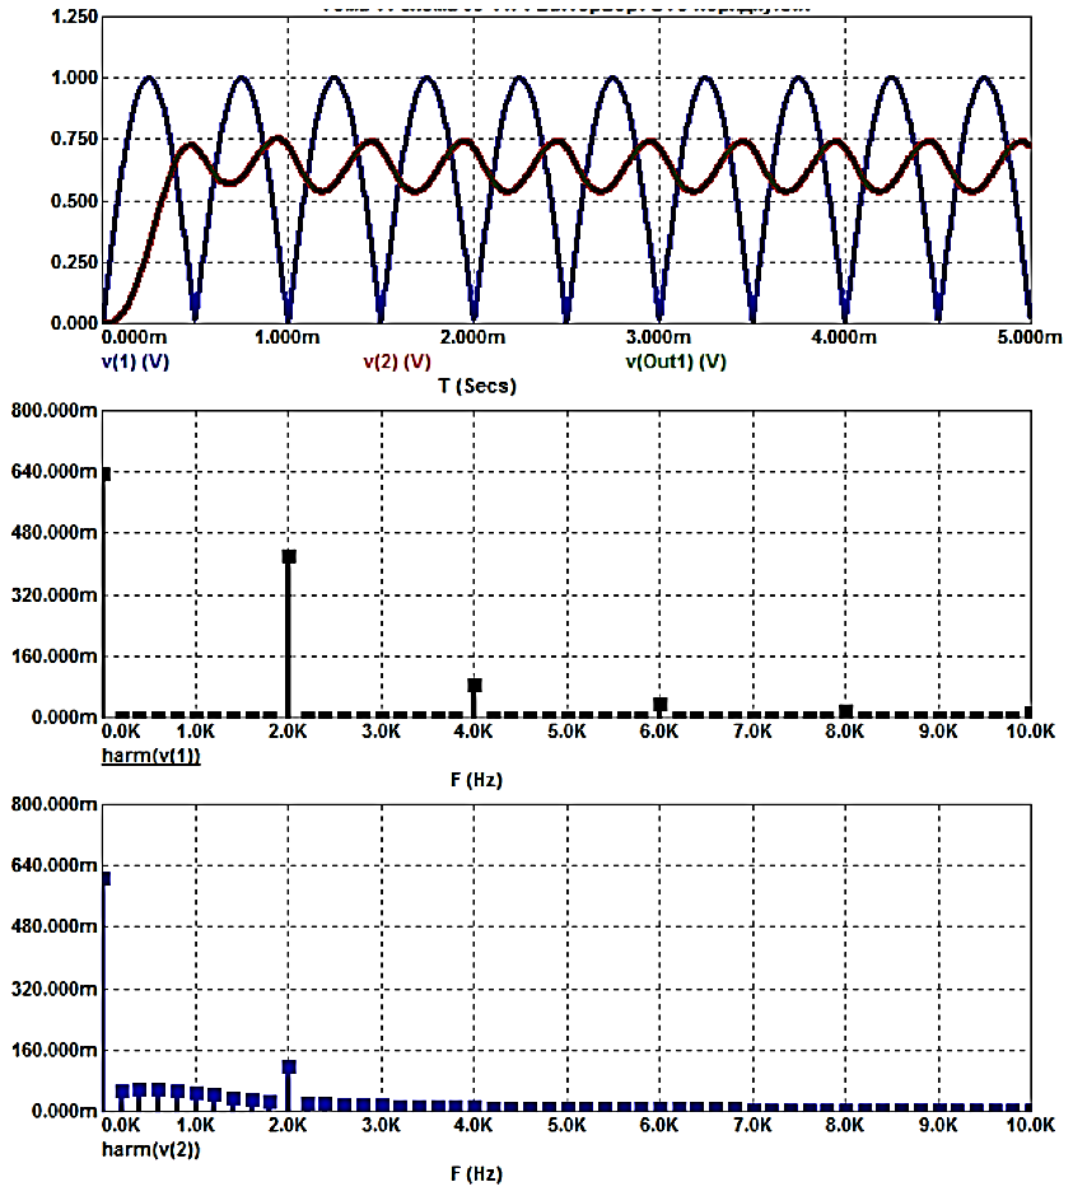 1.250
1.000
0.750
0.500
0.250
0.000
0.000m 1.000m 2.000m 3.000m 4.000m 5.000m
v(1) (V) v(2) (V) v(Out1) (V)
T (Secs)
800.000m
640.000m
480.000m
320.000m
160.000m
0.000m
0.0K 1.0K 2.0K 3.0K 4.0K 5.0K 6.0K 7.0K 8.0K 9.0K 10.0K
harm(v(1))
F (Hz)
800.000m
640.000m
480.000m
320.000m
160.000m
0.000m
0.0K 1.0K 2.0K 3.0K 4.0K 5.0K 6.0K 7.0K 8.0K 9.0K 10.0K
harm(v(2))
F (Hz)